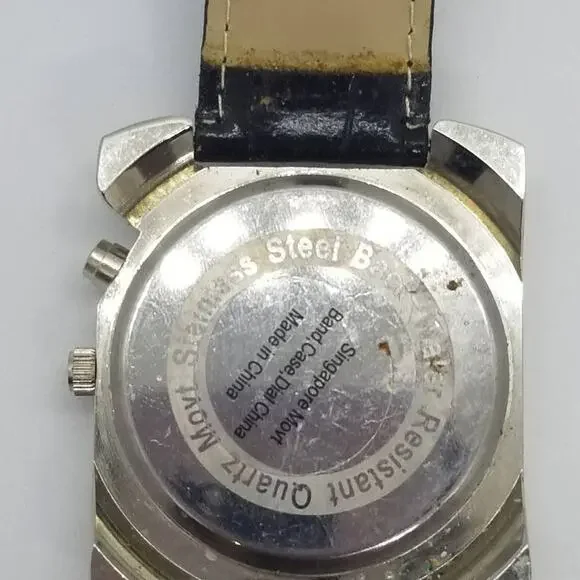 Stainless Steel Back Water Resistant Quartz Movt
Singapore Movt
Band,Case,Dial China
Made in China